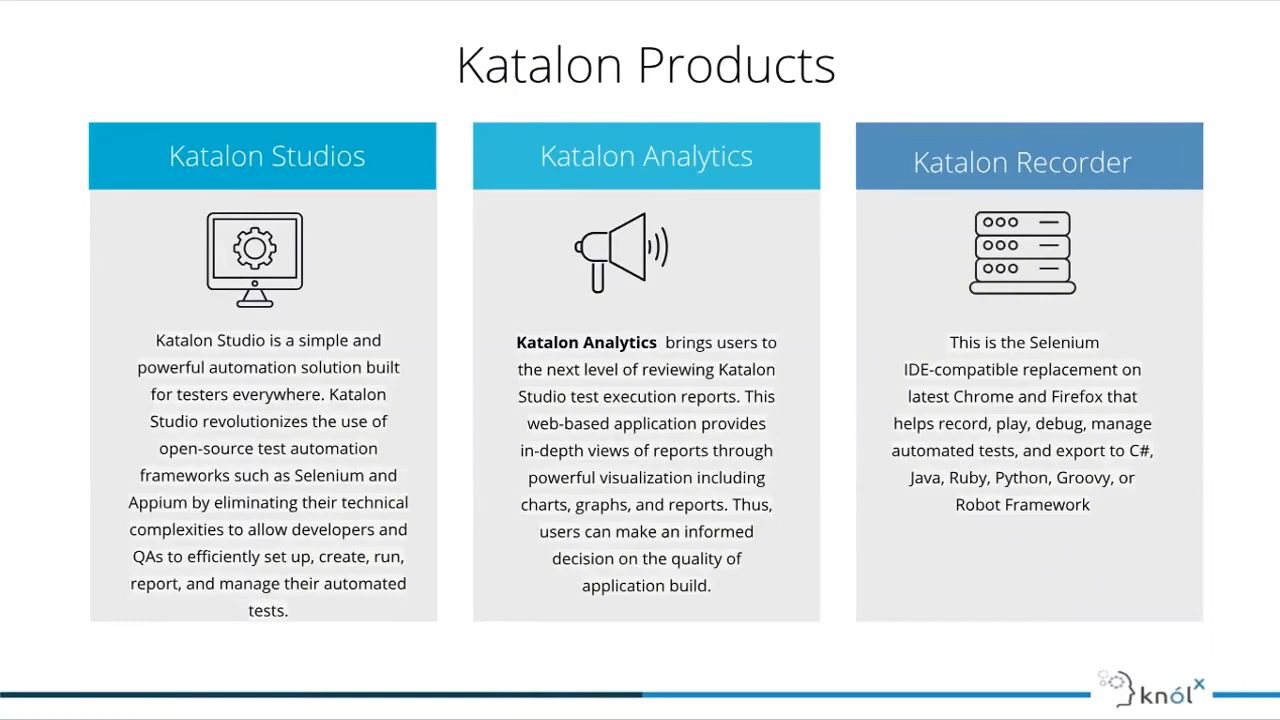 Katalon Products
Katalon Studios
Katalon Studio is a simple and
powerful automation solution built
for testers everywhere. Katalon
Studio revolutionizes the use of
open-source test automation
frameworks such as Selenium and
Appium by eliminating their technical
complexities to allow developers and
QAs to efficiently set up, create, run,
report, and manage their automated
tests.
Katalon Analytics
Katalon Analytics brings users to
the next level of reviewing Katalon
Studio test execution reports. This
web-based application provides
in-depth views of reports through
powerful visualization including
charts, graphs, and reports. Thus,
users can make an informed
decision on the quality of
application build.
Katalon Recorder
This is the Selenium
IDE-compatible replacement on
latest Chrome and Firefox that
helps record, play, debug, manage
automated tests, and export to C#,
Java, Ruby, Python, Groovy, or
Robot Framework
knólx